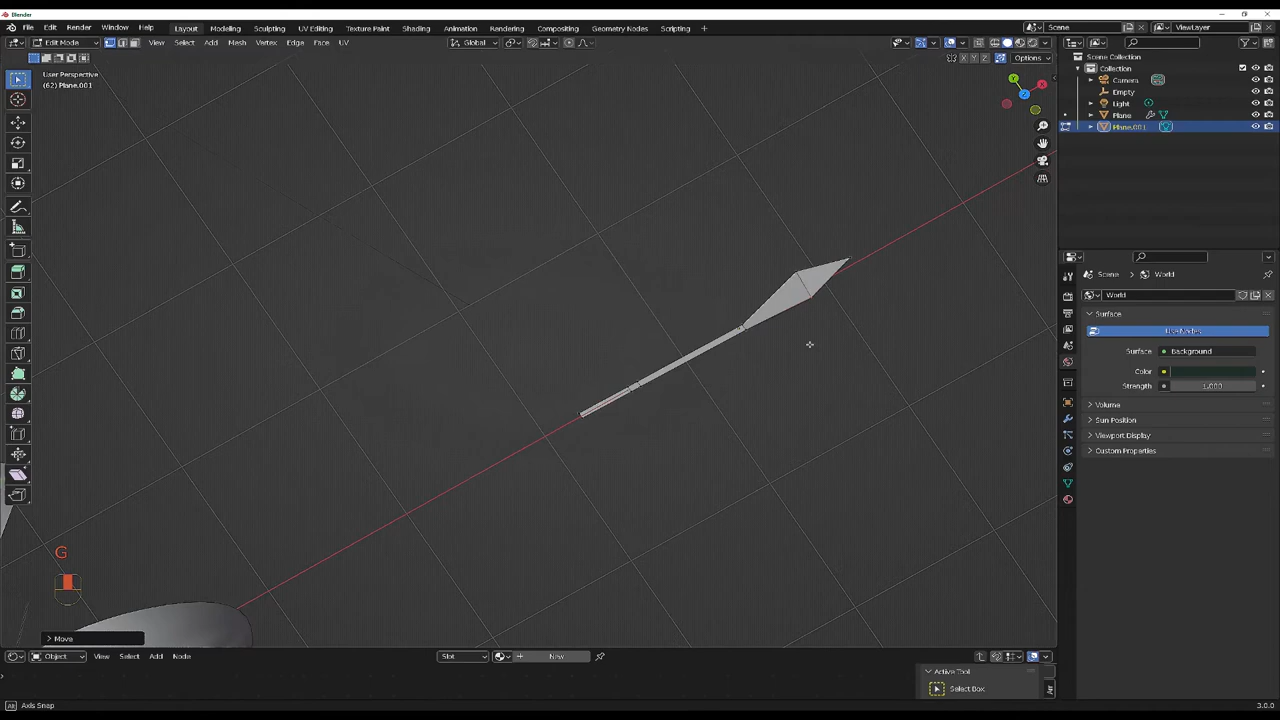 Blender
File Edit Render Window Help Layout Modeling Sculpting UV Editing Texture Paint Shading Animation Rendering Compositing Geometry Nodes Scripting + Scene ViewLayer
Edit Mode View Select Add Mesh Vertex Edge Face UV Global
X Y Z Options
User Perspective
(62) Plane.001
Y X Z
Scene Collection
Collection
Camera
Empty
Light
Plane
Plane.001
Scene > World
World
Surface
Use Nodes
Surface Background
Color
Strength 1.000
Volume
Sun Position
Viewport Display
Custom Properties
G
> Move
Object View Select Add Node Slot + New
Active Tool
Select Box
Axis Snap 3.0.0